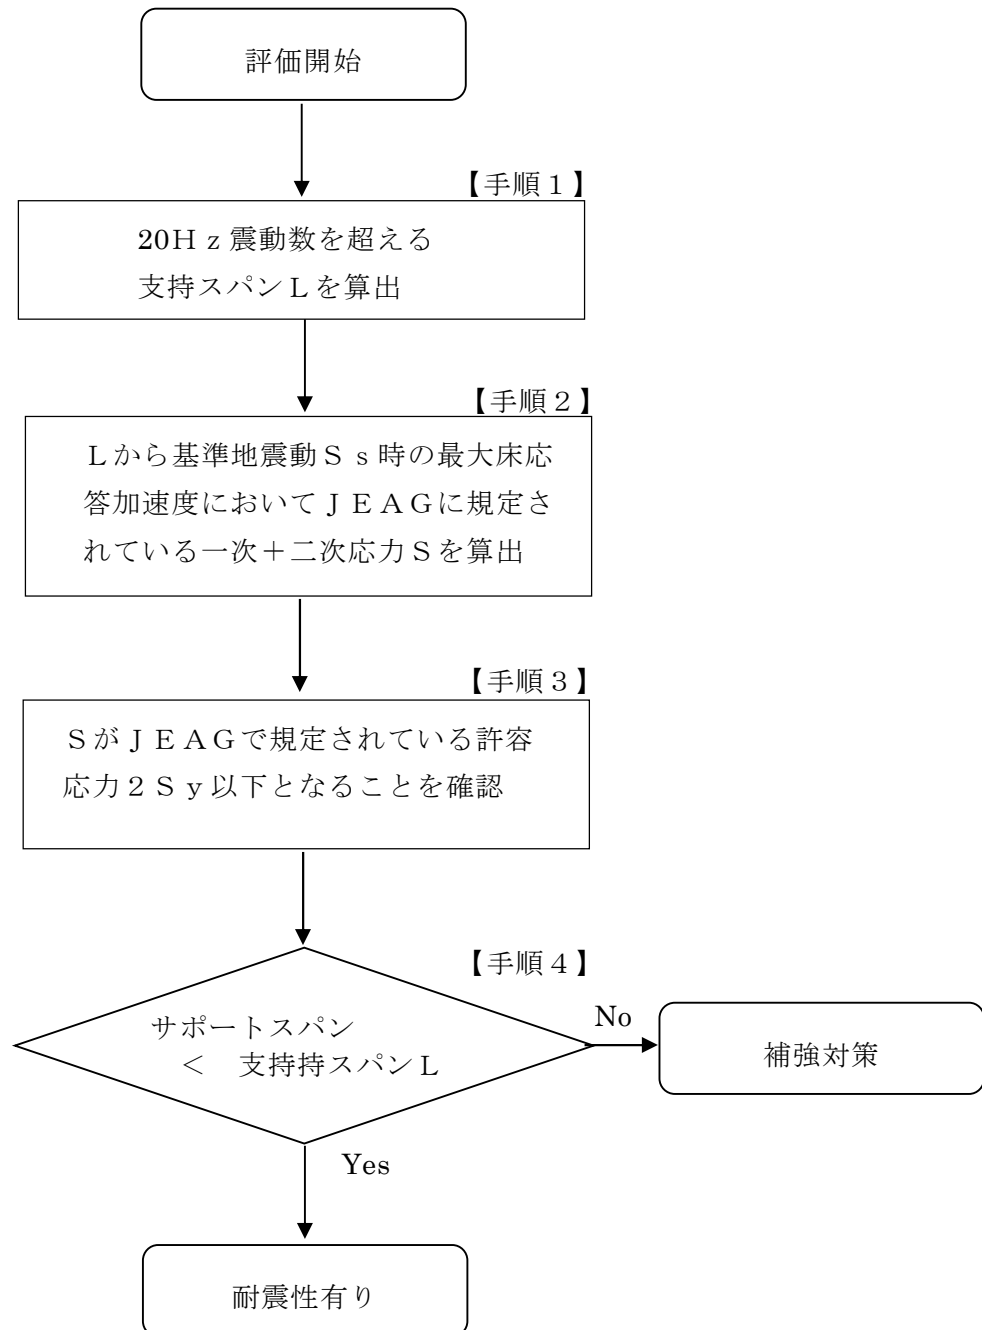 評価開始
【手順１】
20Ｈｚ震動数を超える
支持スパンＬを算出
【手順２】
Ｌから基準地震動Ｓｓ時の最大床応
答加速度においてＪＥＡＧに規定さ
れている一次＋二次応力Ｓを算出
【手順３】
ＳがＪＥＡＧで規定されている許容
応力２Ｓｙ以下となることを確認
【手順４】
サポートスパン
＜　支持持スパンＬ
No
補強対策
Yes
耐震性有り